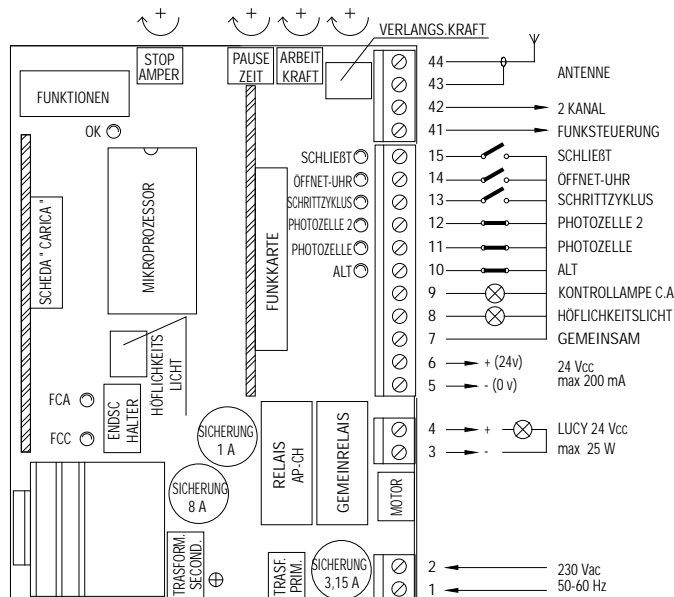 VERLANGS.KRAFT
STOP
AMPER
PAUSE
ZEIT
ARBEIT
KRAFT
44
43
ANTENNE
42
2 KANAL
41
FUNKSTEUERUNG
FUNKTIONEN
OK
SCHEDA " CARICA "
MIKROPROZESSOR
FUNKKARTE
SCHLIEßT
15
SCHLIEßT
ÖFFNET-UHR
14
ÖFFNET-UHR
SCHRITTZYKLUS
13
SCHRITTZYKLUS
PHOTOZELLE 2
12
PHOTOZELLE 2
PHOTOZELLE
11
PHOTOZELLE
ALT
10
ALT
9
KONTROLLAMPE C.A
8
HÖFLICHKEITSLICHT
7
GEMEINSAM
6
+ (24v)
5
- (0 v)
24 Vcc
max 200 mA
HÖFLICHKEITS
LICHT
FCA
FCC
ENDSC
HALTER
SICHERUNG
1 A
SICHERUNG
8 A
RELAIS
AP-CH
GEMEINRELAIS
MOTOR
4
+
3
-
LUCY 24 Vcc
max 25 W
TRASFORM.
SECOND.
TRASF.
PRIM.
SICHERUNG
3,15 A
2
1
230 Vac
50-60 Hz